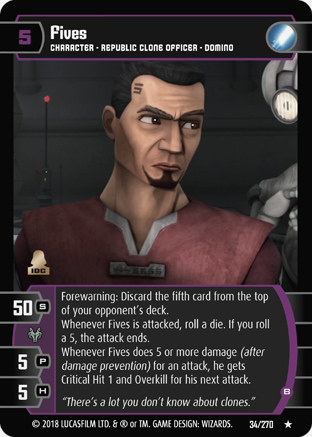 5
Fives
CHARACTER - REPUBLIC CLONE OFFICER - DOMINO
5
IDC
50 S
5 P
5 H
Forewarning: Discard the fifth card from the top
of your opponent's deck.
Whenever Fives is attacked, roll a die. If you roll
a 5, the attack ends.
Whenever Fives does 5 or more damage (after
damage prevention) for an attack, he gets
Critical Hit 1 and Overkill for his next attack.
"There's a lot you don't know about clones."
B
© 2018 LUCASFILM LTD. & ® or TM. GAME DESIGN: WIZARDS.
34/270